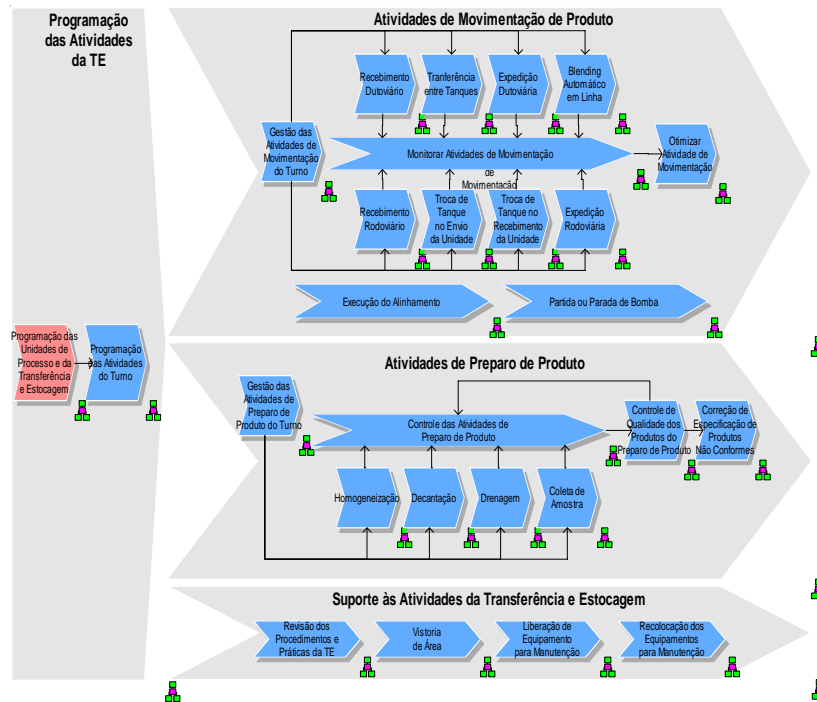 Programação
das Atividades
da TE
Programação das
Unidades de
Processo e da
Transferência
e Estocagem
Programação
das Atividades
do Turno
Atividades de Movimentação de Produto
Recebimento
Dutoviário
Tranferência
entre Tanques
Expedição
Dutoviária
Blending
Automático
em Linha
Gestão das
Atividades de
Movimentação
do Turno
Monitorar Atividades de Movimentação
de
Movimentação
Otimizar
Atividade de
Movimentação
Recebimento
Rodoviário
Troca de
Tanque
no Envio
da Unidade
Troca de
Tanque no
Recebimento
da Unidade
Expedição
Rodoviária
Execução do Alinhamento
Partida ou Parada de Bomba
Atividades de Preparo de Produto
Gestão das
Atividades de
Preparo de
Produto do Turno
Controle das Atividades de
Preparo de Produto
Controle de
Qualidade dos
Produtos do
Preparo de Produto
Correção de
Especificação de
Produtos
Não Conformes
Homogeneização
Decantação
Drenagem
Coleta de
Amostra
Suporte às Atividades da Transferência e Estocagem
Revisão dos
Procedimentos e
Práticas da TE
Vistoria
de Área
Liberação de
Equipamento
para Manutenção
Recolocação dos
Equipamentos
para Manutenção